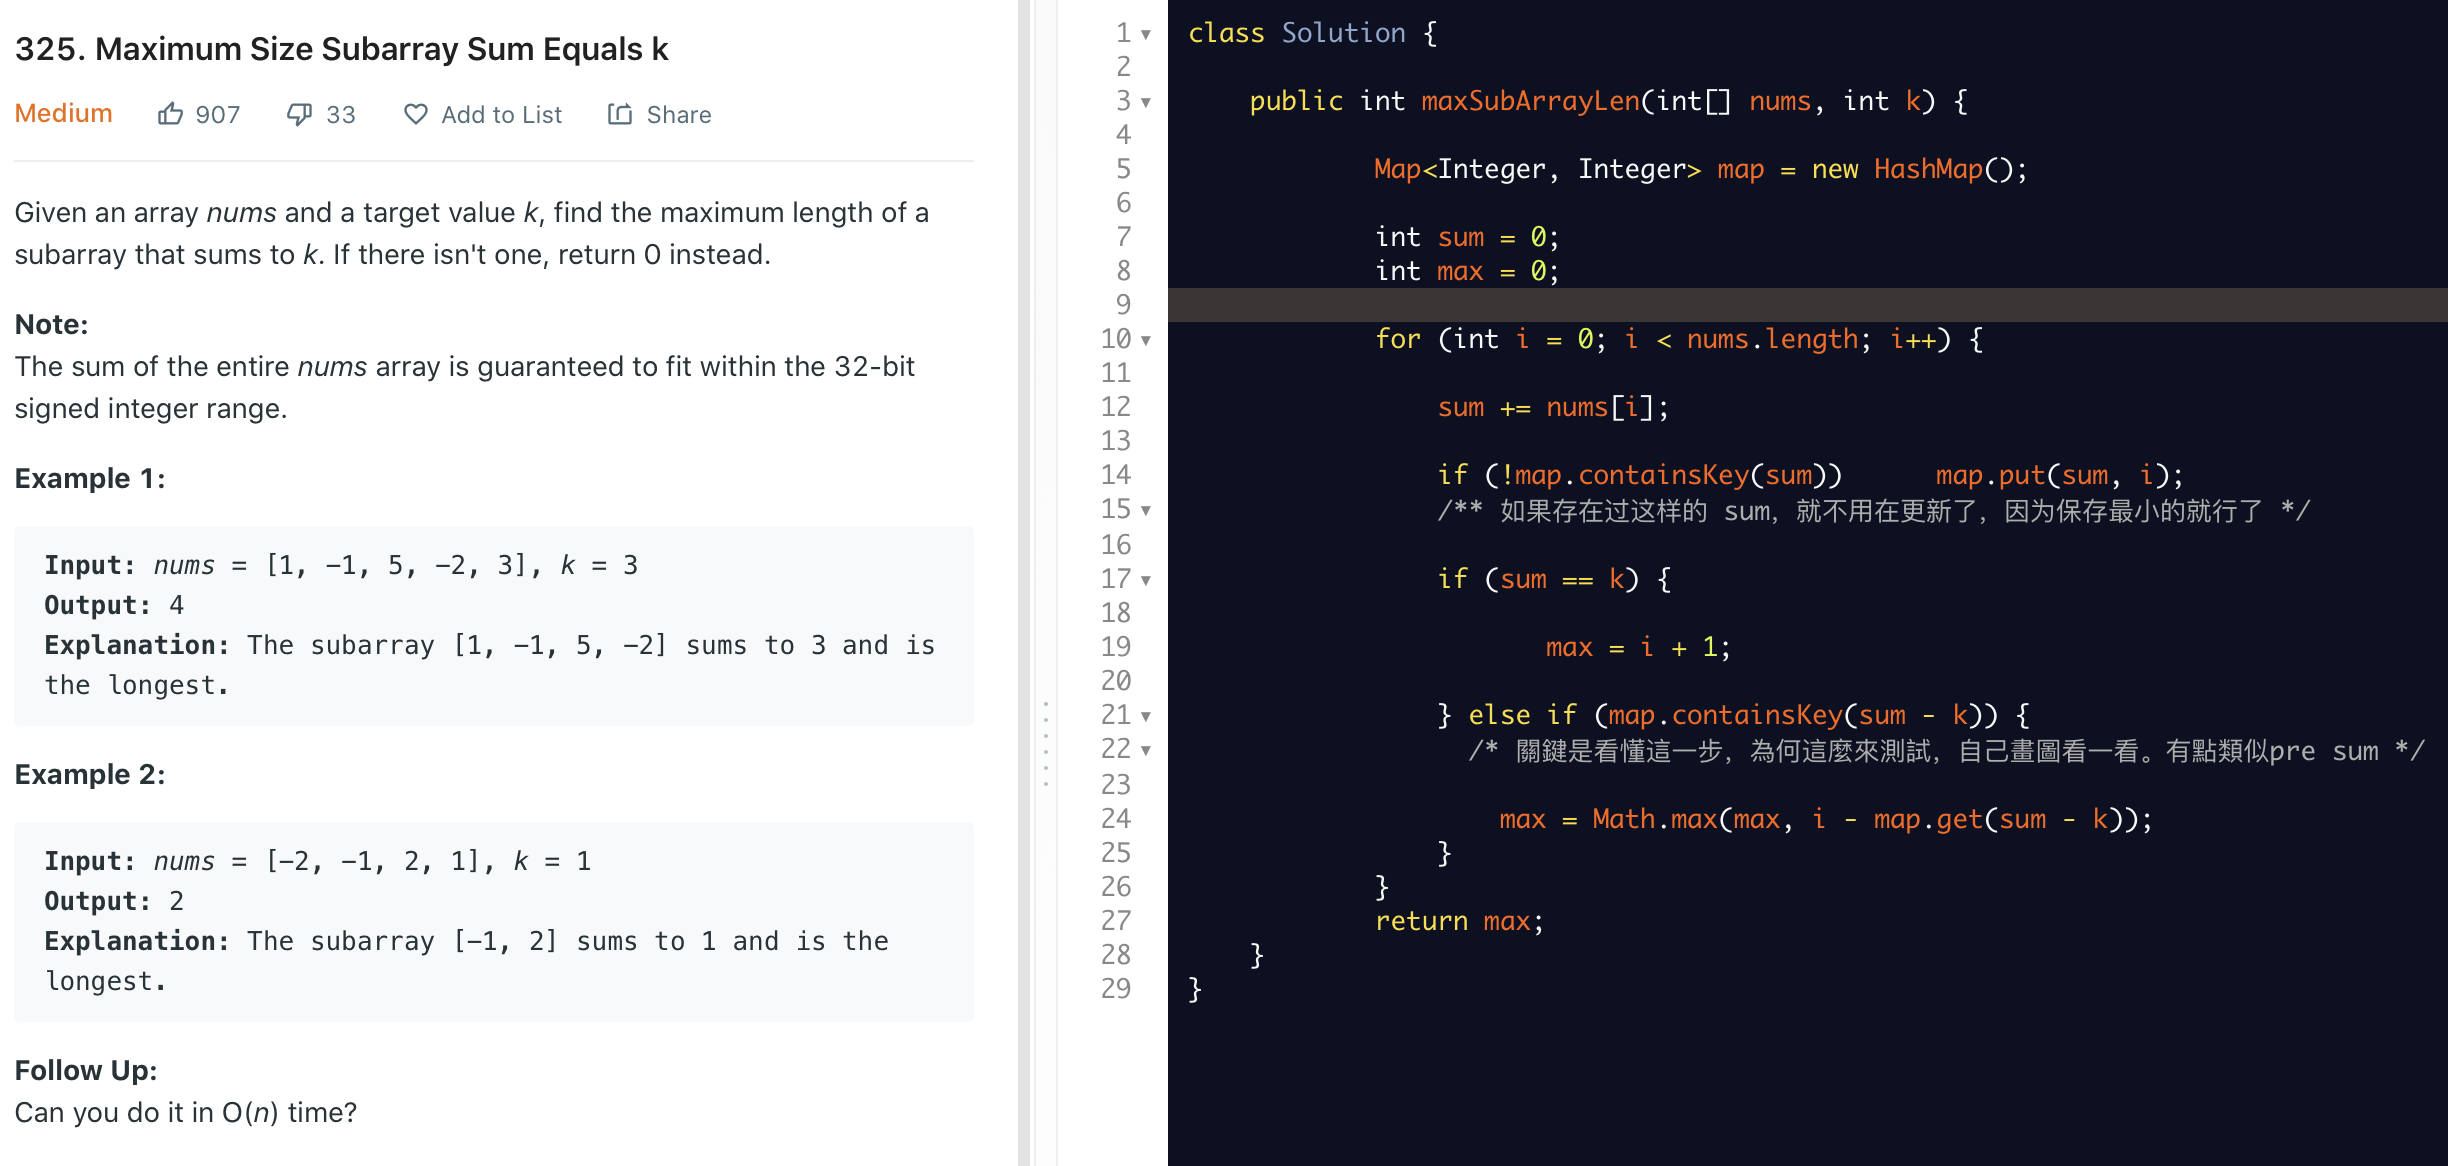 325. Maximum Size Subarray Sum Equals k
Medium 907 33 Add to List Share
Given an array nums and a target value k, find the maximum length of a
subarray that sums to k. If there isn't one, return 0 instead.
Note:
The sum of the entire nums array is guaranteed to fit within the 32-bit
signed integer range.
Example 1:
Input: nums = [1, -1, 5, -2, 3], k = 3
Output: 4
Explanation: The subarray [1, -1, 5, -2] sums to 3 and is
the longest.
Example 2:
Input: nums = [-2, -1, 2, 1], k = 1
Output: 2
Explanation: The subarray [-1, 2] sums to 1 and is the
longest.
Follow Up:
Can you do it in O(n) time?
1 class Solution {
2
3 public int maxSubArrayLen(int[] nums, int k) {
4
5 Map<Integer, Integer> map = new HashMap();
6
7 int sum = 0;
8 int max = 0;
9
10 for (int i = 0; i < nums.length; i++) {
11
12 sum += nums[i];
13
14 if (!map.containsKey(sum)) map.put(sum, i);
15 /** 如果存在过这样的 sum，就不用在更新了，因为保存最小的就行了 */
16
17 if (sum == k) {
18
19 max = i + 1;
20
21 } else if (map.containsKey(sum - k)) {
22 /* 關鍵是看懂這一步，為何這麼來測試，自己畫圖看一看。有點類似pre sum */
23
24 max = Math.max(max, i - map.get(sum - k));
25 }
26 }
27 return max;
28 }
29 }